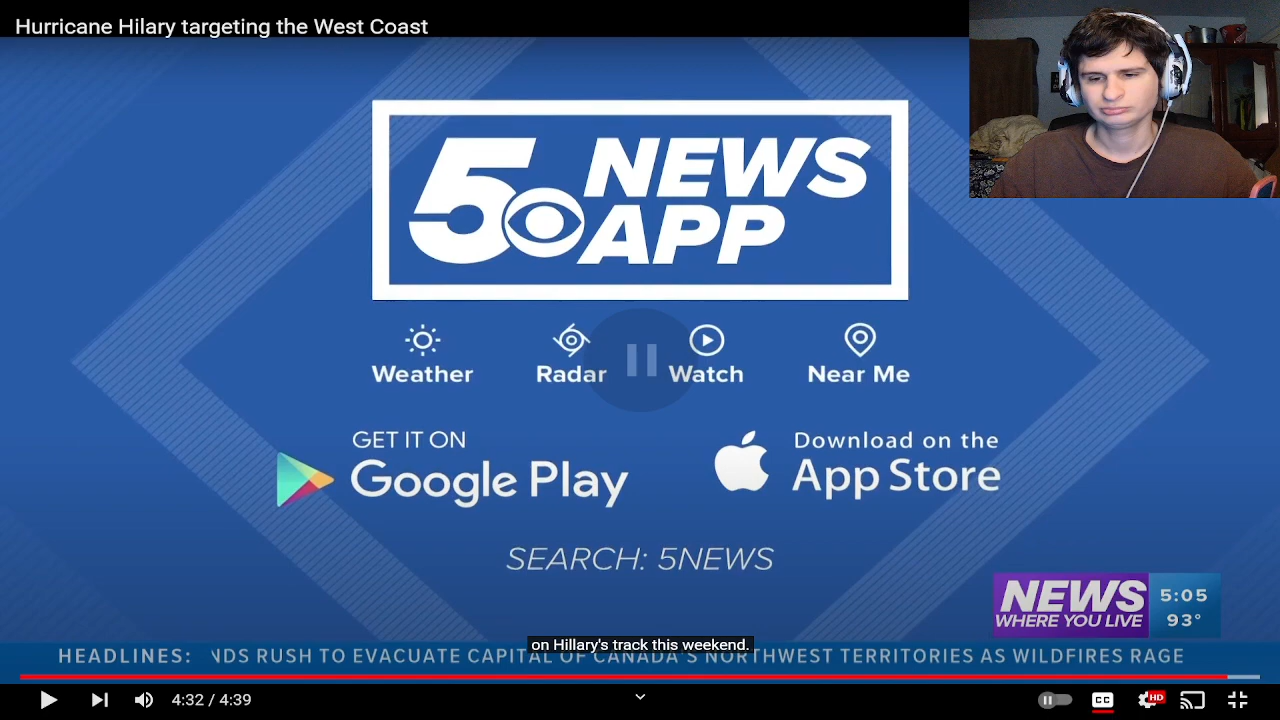 Hurricane Hilary targeting the West Coast
5 NEWS
APP
Weather
Radar
Watch
Near Me
GET IT ON
Google Play
Download on the
App Store
SEARCH: 5NEWS
NEWS
WHERE YOU LIVE
5:05
93°
on Hillary's track this weekend.
HEADLINES: NDS RUSH TO EVACUATE CAPITAL OF CANADA'S NORTHWEST TERRITORIES AS WILDFIRES RAGE
4:32 / 4:39
CC
HD